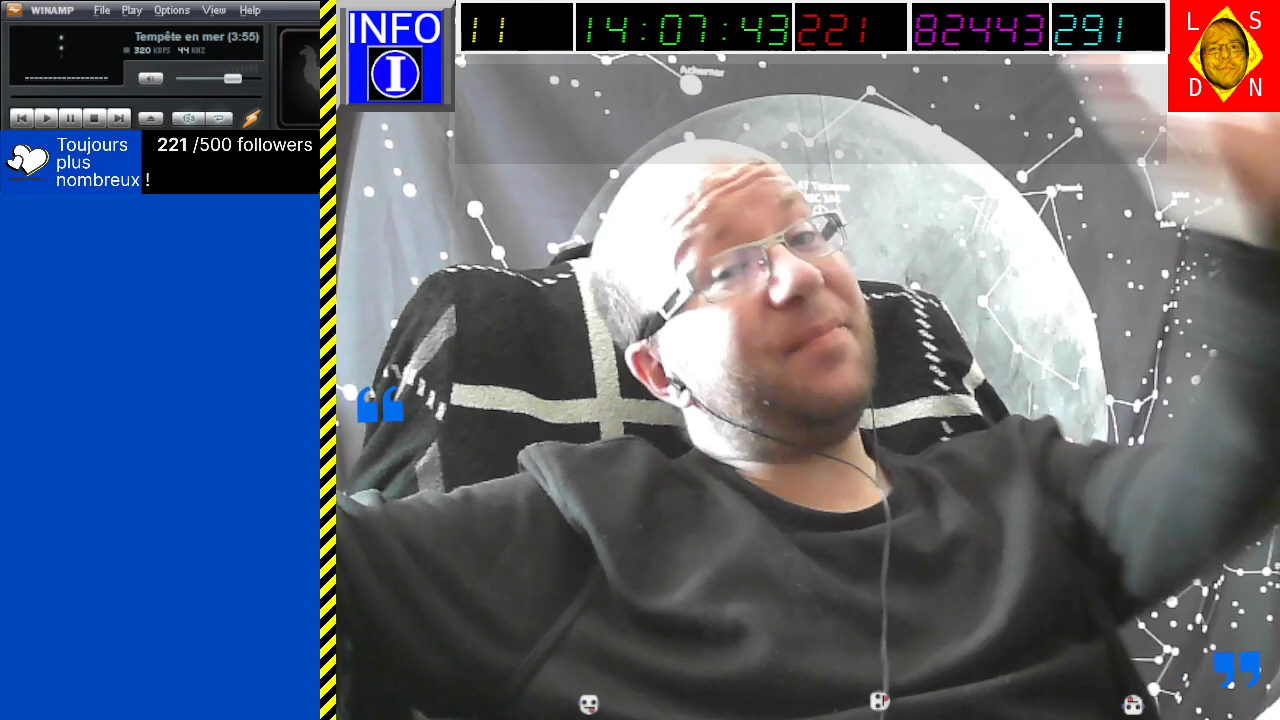 WINAMP File Play Options View Help
Tempête en mer (3:55)
320 KBPS 44 KHZ
Toujours
plus
nombreux !
221 /500 followers
INFO
I
11
14:07:43
221
82443
291
L S
D N
Achernar
“
”